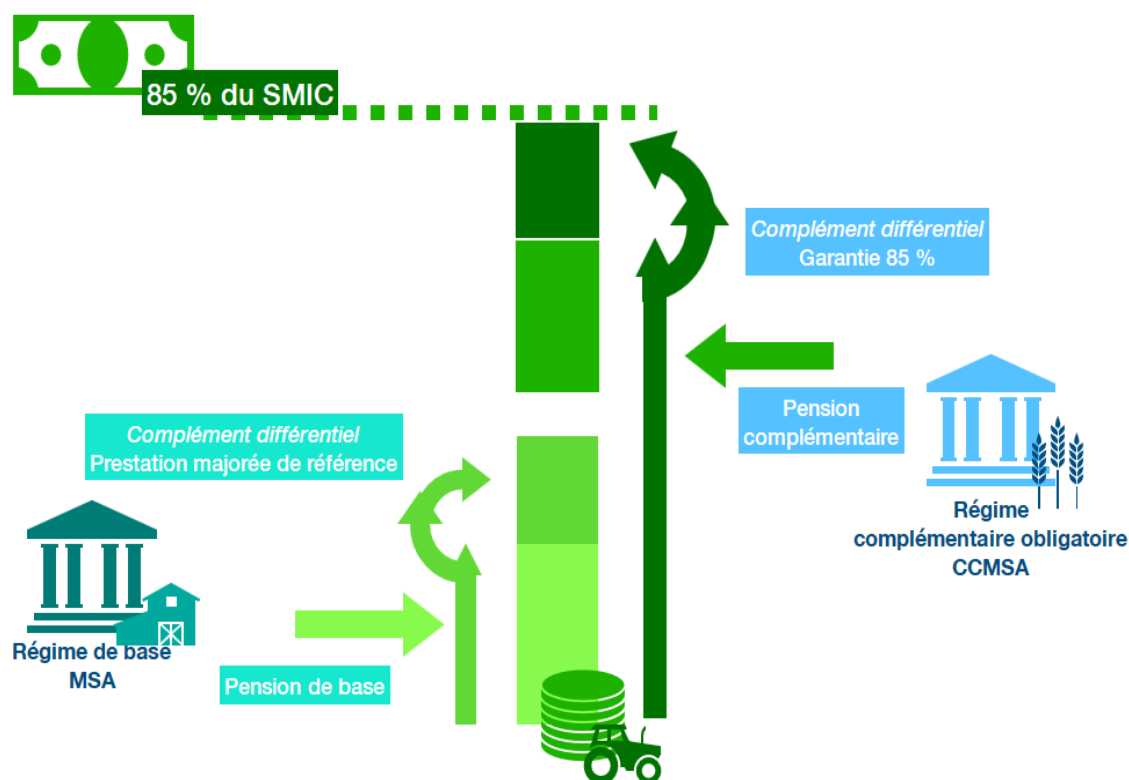 85 % du SMIC
Complément différentiel
Garantie 85 %
Pension
complémentaire
Complément différentiel
Prestation majorée de référence
Régime
complémentaire obligatoire
CCMSA
Régime de base
MSA
Pension de base